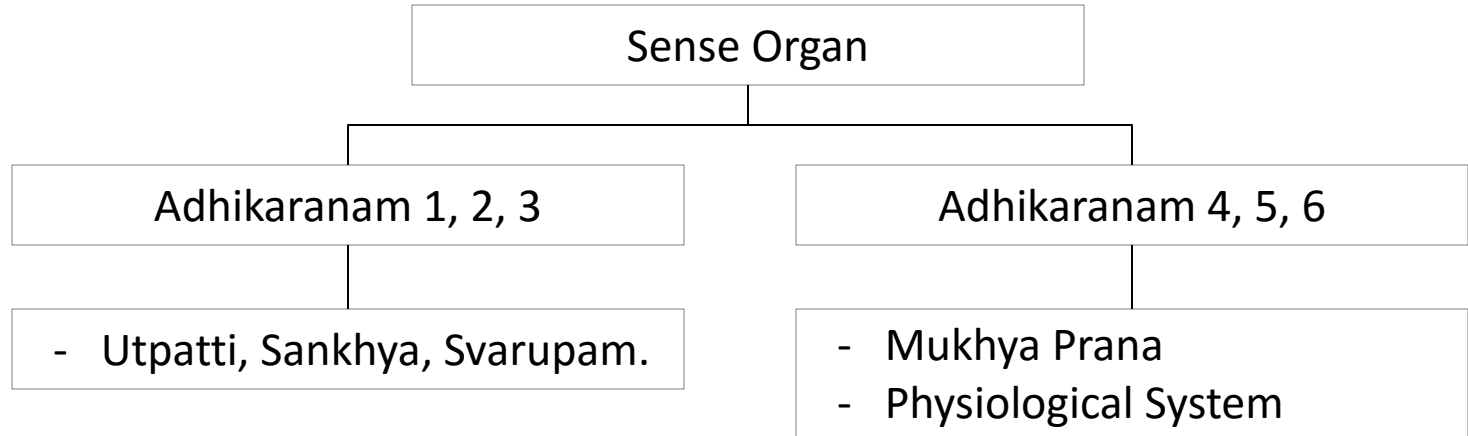 Sense Organ
Adhikaranam 1, 2, 3
Adhikaranam 4, 5, 6
- Utpatti, Sankhya, Svarupam.
- Mukhya Prana
- Physiological System